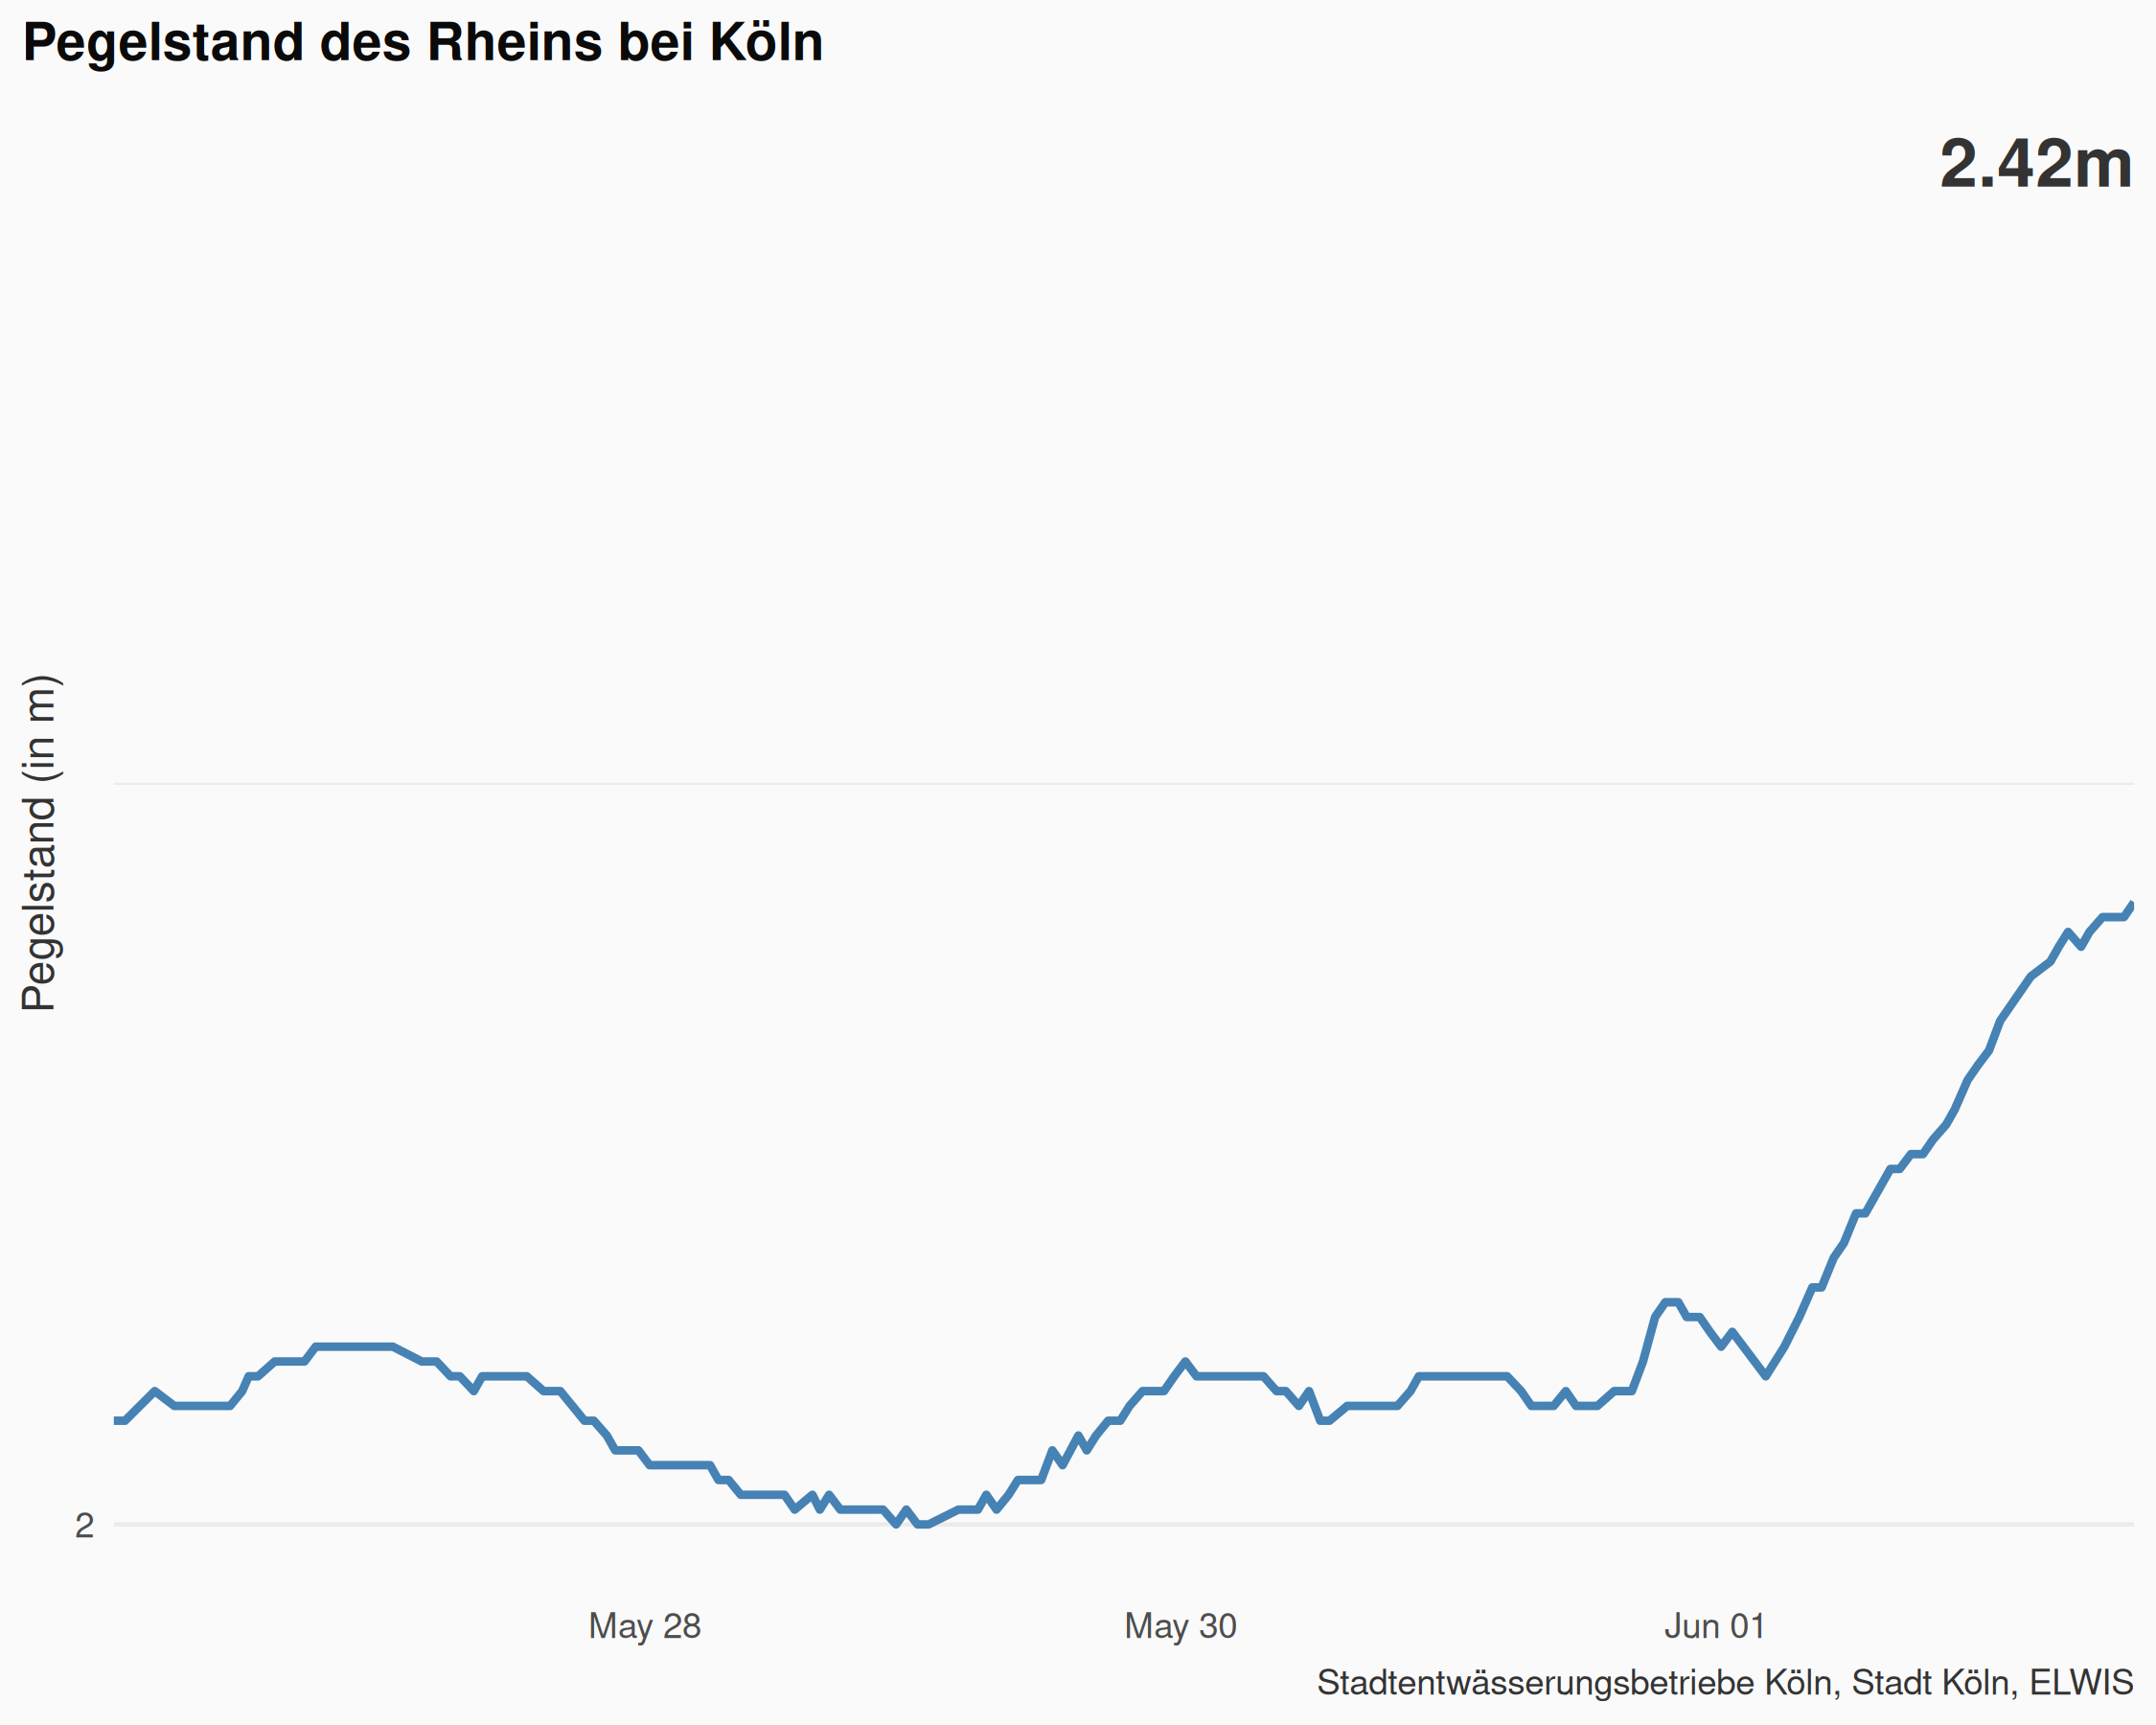 Pegelstand des Rheins bei Köln
2.42m
Pegelstand (in m)
2
May 28
May 30
Jun 01
Stadtentwässerungsbetriebe Köln, Stadt Köln, ELWIS